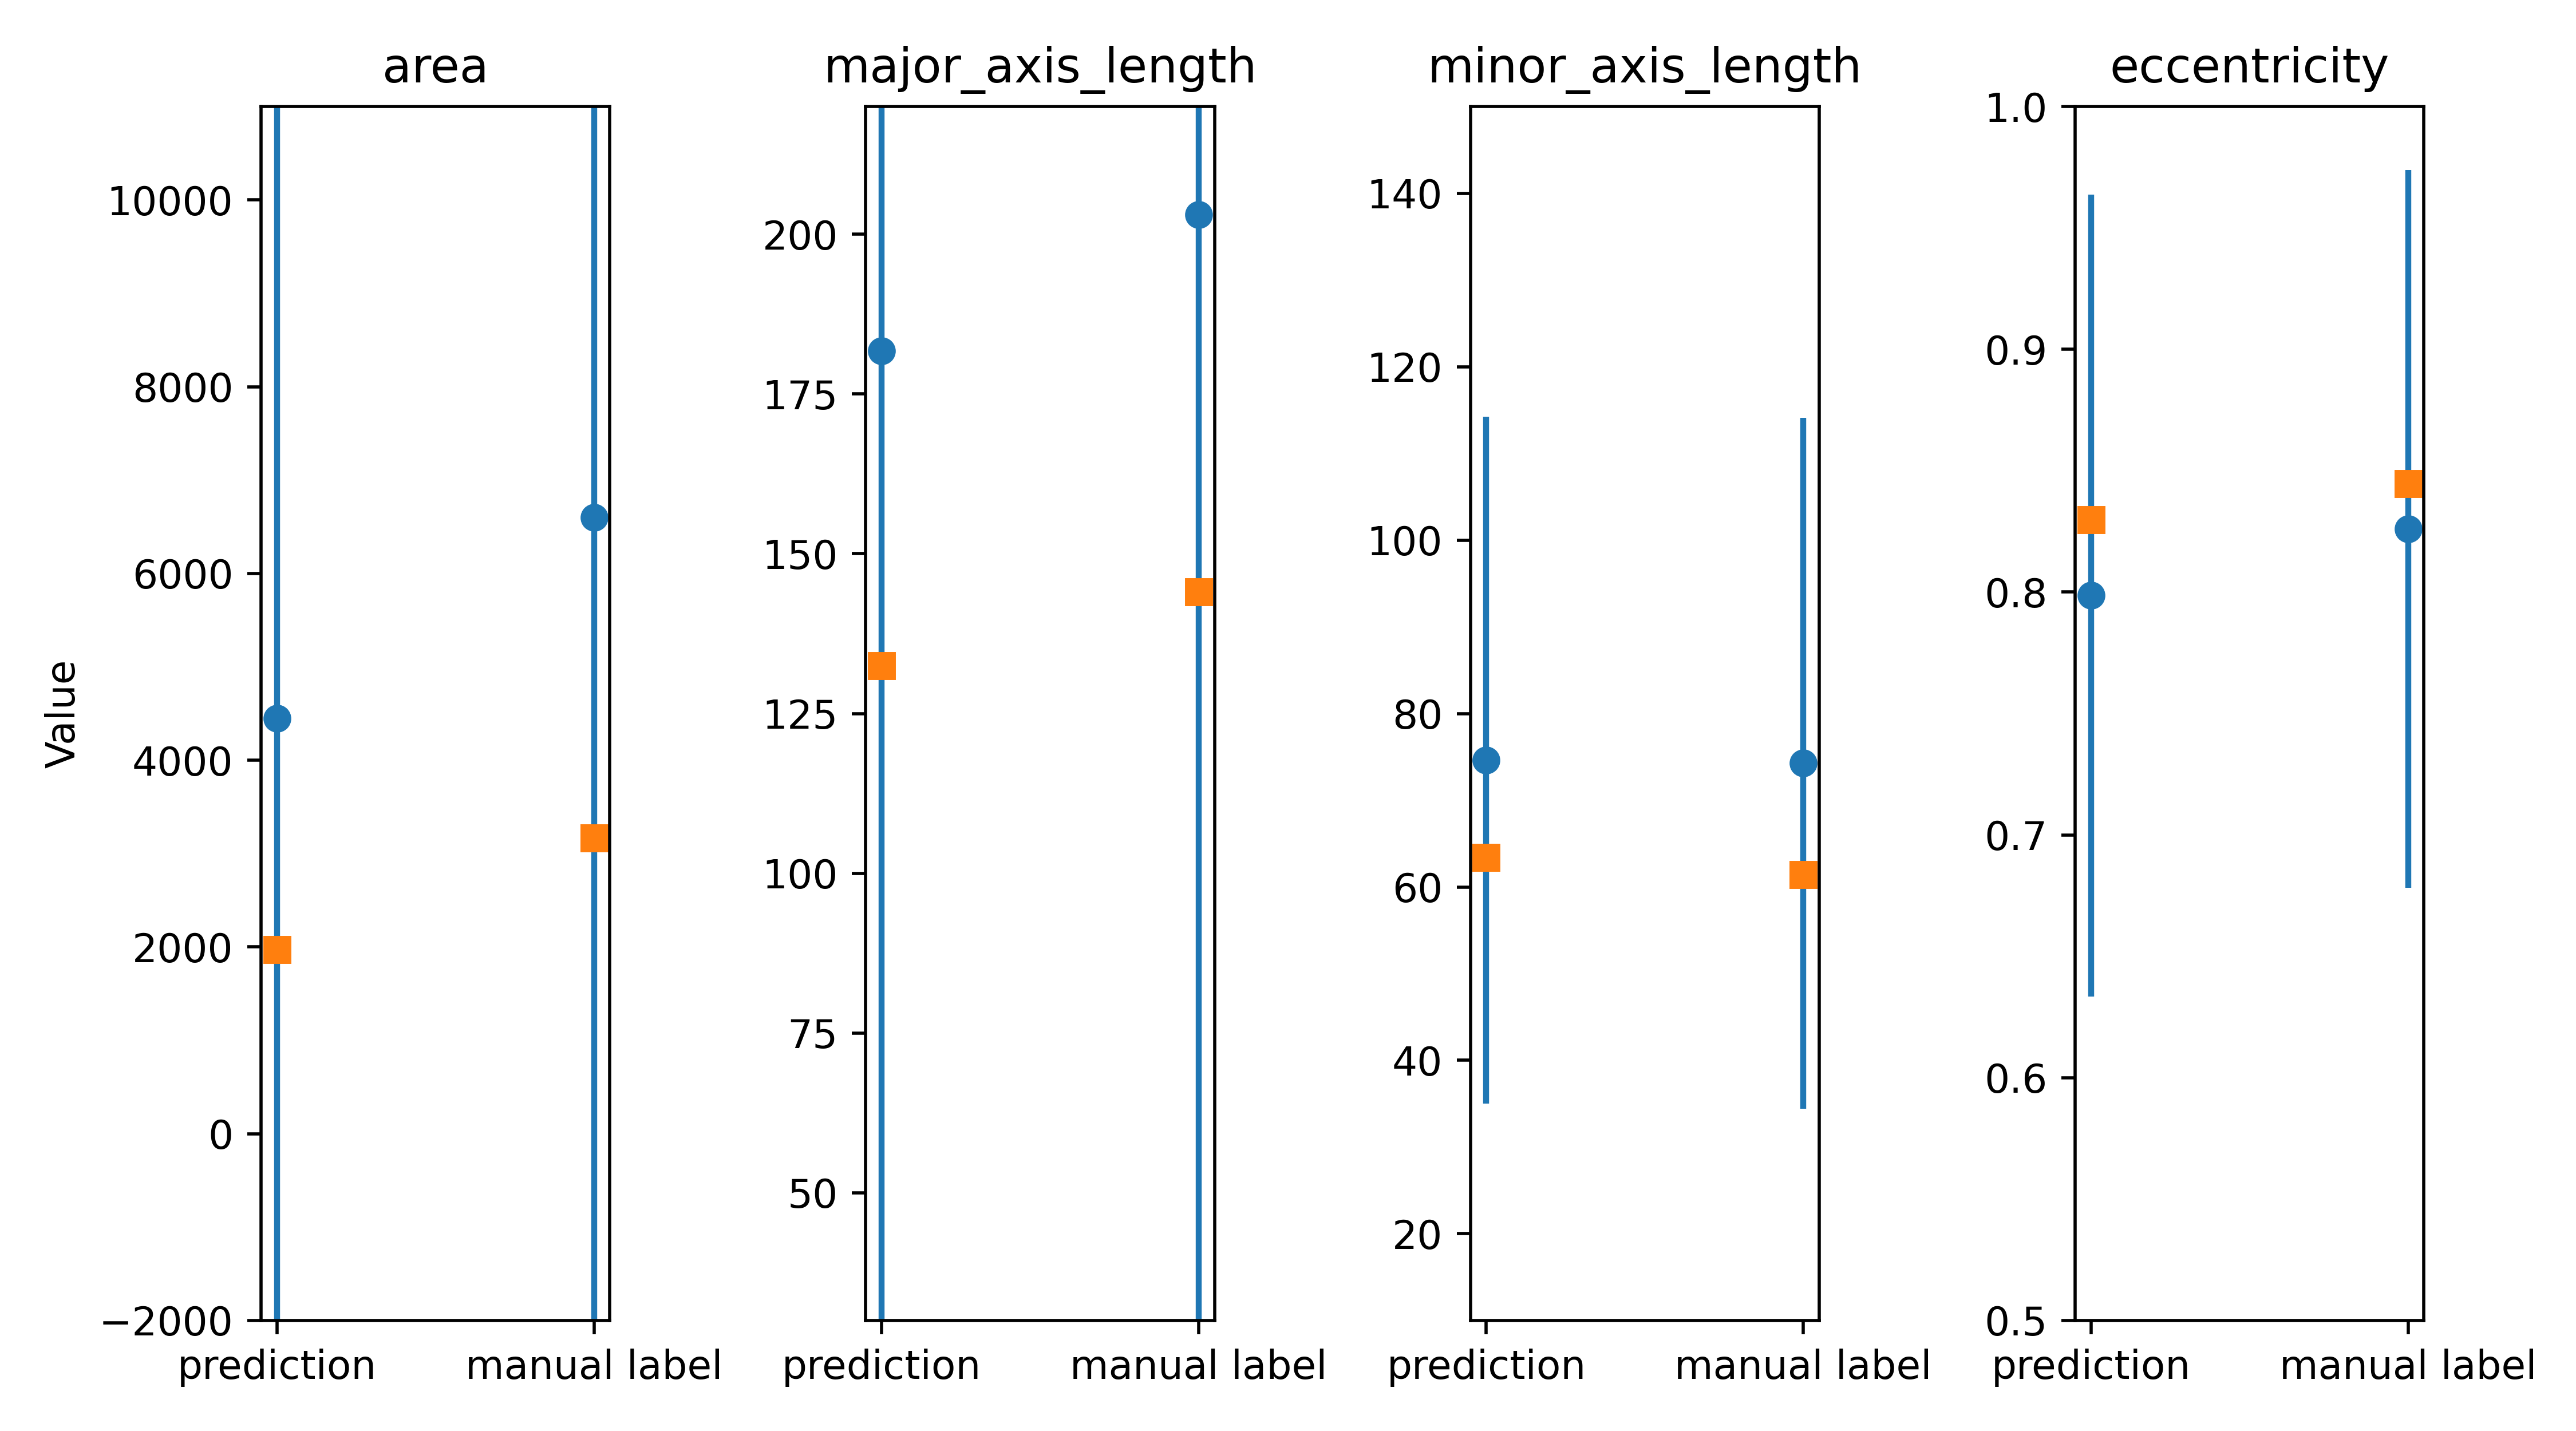 area
major_axis_length
minor_axis_length
eccentricity
Value
10000
8000
6000
4000
2000
0
−2000
prediction
manual label
200
175
150
125
100
75
50
prediction
manual label
140
120
100
80
60
40
20
prediction
manual label
1.0
0.9
0.8
0.7
0.6
0.5
prediction
manual label